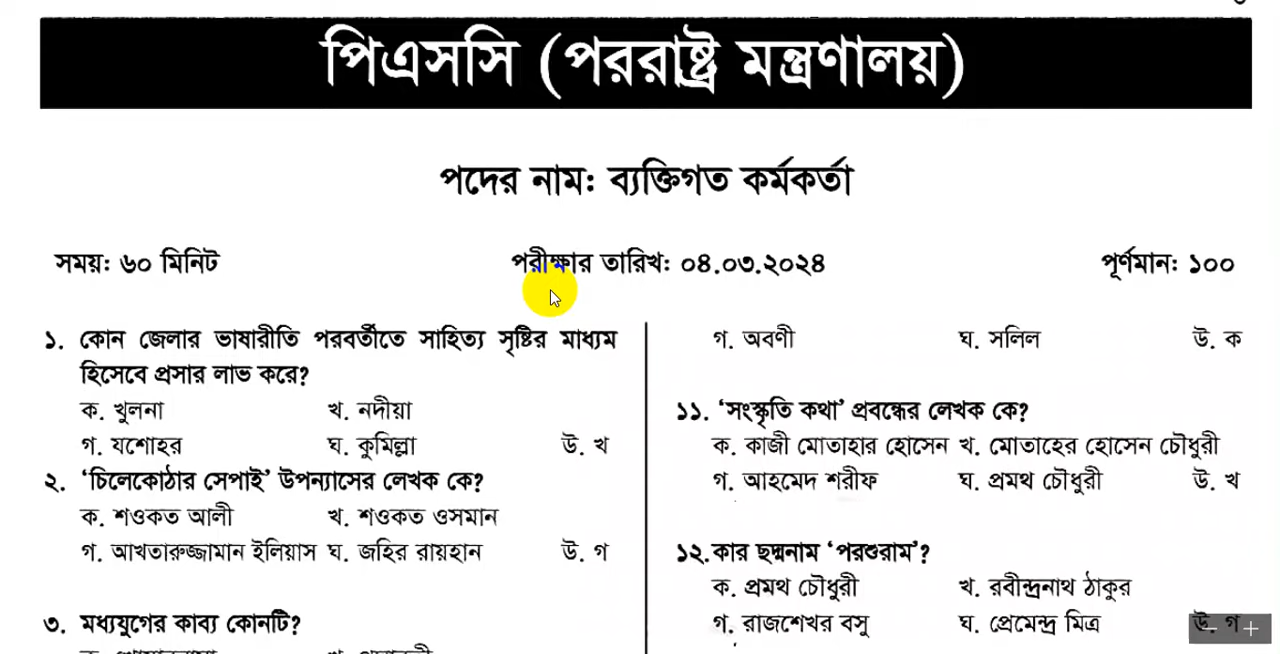 পিএসসি (পররাষ্ট্র মন্ত্রণালয়)
পদের নাম: ব্যক্তিগত কর্মকর্তা
সময়: ৬০ মিনিট পরীক্ষার তারিখ: ০৪.০৩.২০২৪ পূর্ণমান: ১০০
১. কোন জেলার ভাষারীতি পরবর্তীতে সাহিত্য সৃষ্টির মাধ্যম
হিসেবে প্রসার লাভ করে?
ক. খুলনা খ. নদীয়া
গ. যশোহর ঘ. কুমিল্লা উ. খ
২. ‘চিলেকোঠার সেপাই’ উপন্যাসের লেখক কে?
ক. শওকত আলী খ. শওকত ওসমান
গ. আখতারুজ্জামান ইলিয়াস ঘ. জহির রায়হান উ. গ
৩. মধ্যযুগের কাব্য কোনটি?
গ. অবণী ঘ. সলিল উ. ক
১১. ‘সংস্কৃতি কথা’ প্রবন্ধের লেখক কে?
ক. কাজী মোতাহার হোসেন খ. মোতাহের হোসেন চৌধুরী
গ. আহমেদ শরীফ ঘ. প্রমথ চৌধুরী উ. খ
১২. কার ছদ্মনাম ‘পরশুরাম’?
ক. প্রমথ চৌধুরী খ. রবীন্দ্রনাথ ঠাকুর
গ. রাজশেখর বসু ঘ. প্রেমেন্দ্র মিত্র উ. গ